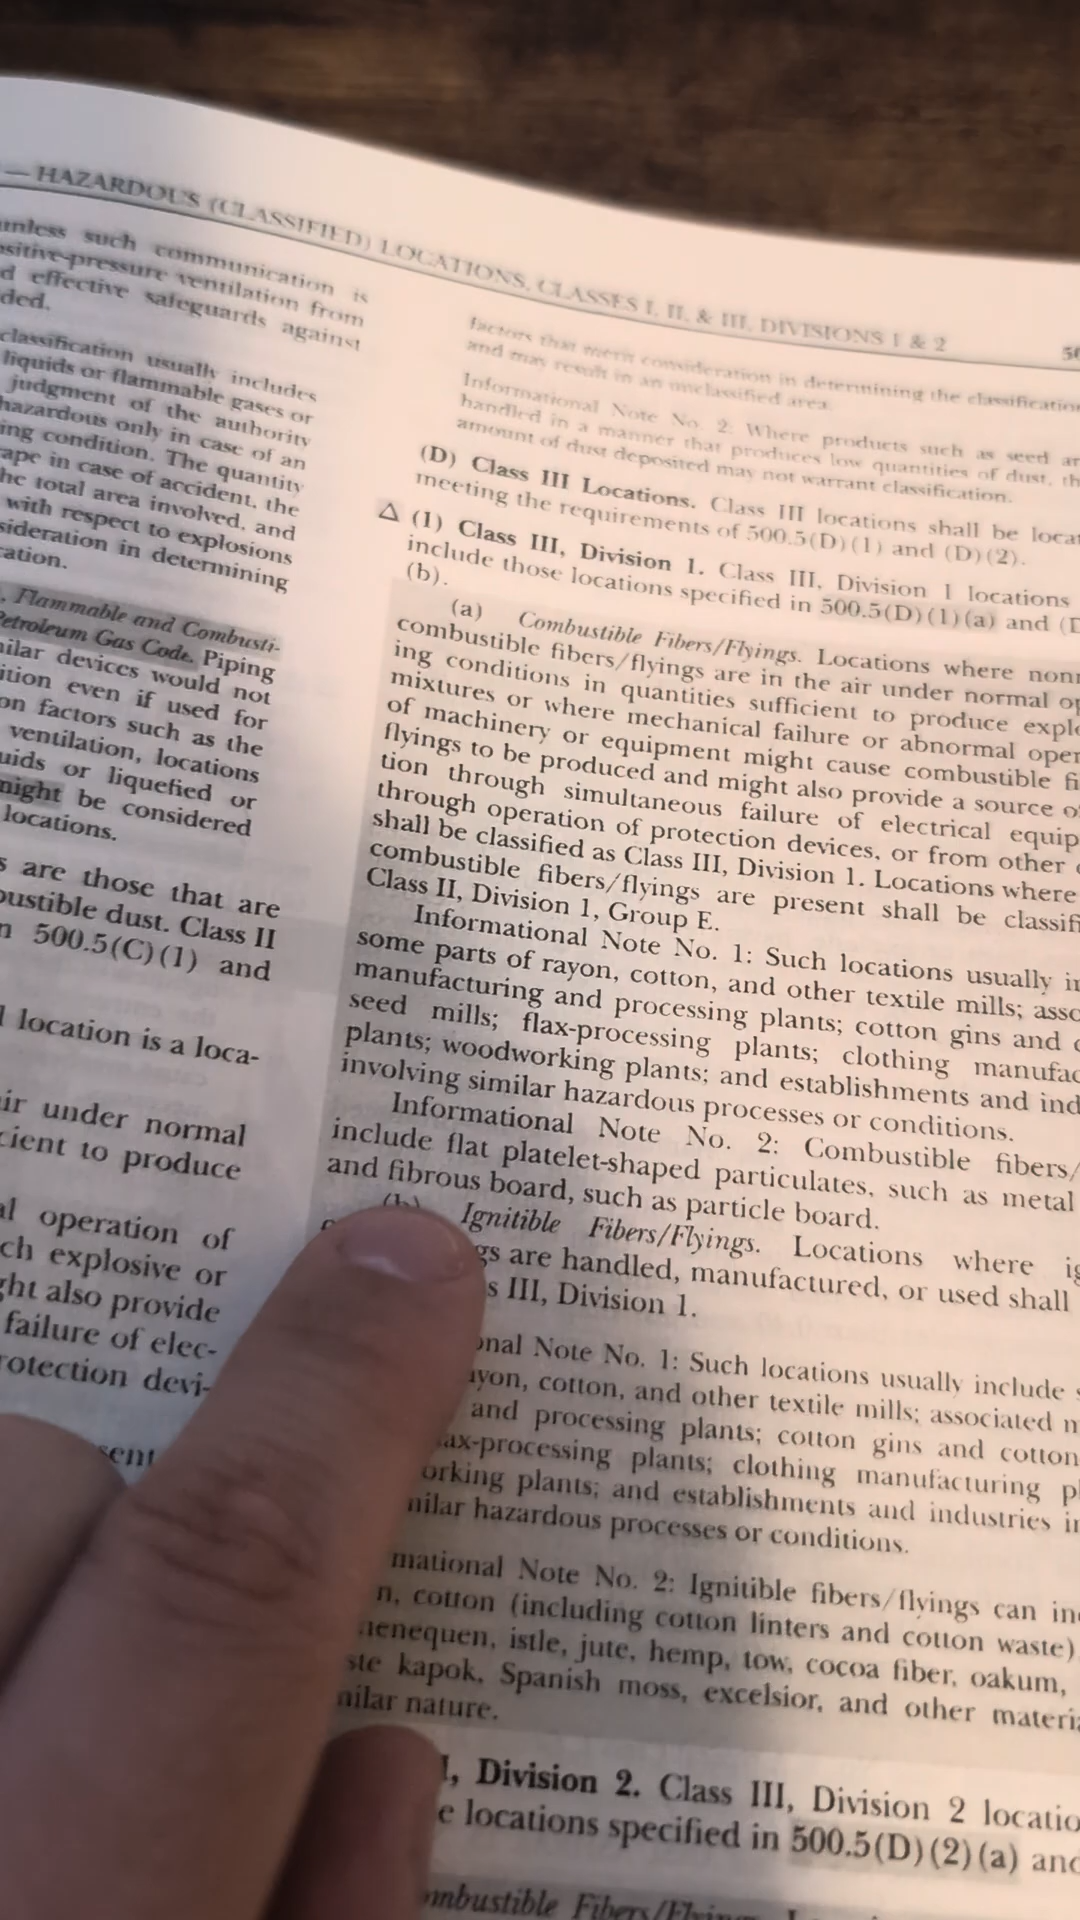 — HAZARDOUS (CLASSIFIED) LOCATIONS, CLASSES I, II, & III, DIVISIONS 1 & 2
unless such communication is
positive-pressure ventilation from
d effective safeguards against
ded.
classification usually includes
liquids or flammable gases or
judgment of the authority
hazardous only in case of an
ing condition. The quantity
ape in case of accident, the
he total area involved, and
with respect to explosions
sideration in determining
cation.
, Flammable and Combusti-
Petroleum Gas Code. Piping
milar devices would not
ition even if used for
on factors such as the
ventilation, locations
uids or liquefied or
might be considered
locations.
s are those that are
bustible dust. Class II
n 500.5(C)(1) and
l location is a loca-
air under normal
cient to produce
al operation of
ch explosive or
ght also provide
failure of elec-
rotection devi-
sent
factors that merit consideration in determining the classification
and may result in an unclassified area.
Informational Note No. 2: Where products such as seed ar
handled in a manner that produces low quantities of dust, th
amount of dust deposited may not warrant classification.
(D) Class III Locations. Class III locations shall be loca
meeting the requirements of 500.5(D)(1) and (D)(2).
Δ (1) Class III, Division 1. Class III, Division 1 locations
include those locations specified in 500.5(D)(1)(a) and (D
(b).
(a) Combustible Fibers/Flyings. Locations where non
combustible fibers/flyings are in the air under normal op
ing conditions in quantities sufficient to produce explo
mixtures or where mechanical failure or abnormal oper
of machinery or equipment might cause combustible fi
flyings to be produced and might also provide a source o
tion through simultaneous failure of electrical equip
through operation of protection devices, or from other c
shall be classified as Class III, Division 1. Locations where
combustible fibers/flyings are present shall be classifi
Class II, Division 1, Group E.
Informational Note No. 1: Such locations usually in
some parts of rayon, cotton, and other textile mills; asso
manufacturing and processing plants; cotton gins and c
seed mills; flax-processing plants; clothing manufac
plants; woodworking plants; and establishments and ind
involving similar hazardous processes or conditions.
Informational Note No. 2: Combustible fibers/
include flat platelet-shaped particulates, such as metal
and fibrous board, such as particle board.
(b) Ignitible Fibers/Flyings. Locations where ig
gs are handled, manufactured, or used shall
s III, Division 1.
onal Note No. 1: Such locations usually include s
ayon, cotton, and other textile mills; associated m
and processing plants; cotton gins and cotton
ax-processing plants; clothing manufacturing pl
orking plants; and establishments and industries in
milar hazardous processes or conditions.
mational Note No. 2: Ignitible fibers/flyings can inc
n, cotton (including cotton linters and cotton waste)
henequen, istle, jute, hemp, tow, cocoa fiber, oakum,
ste kapok, Spanish moss, excelsior, and other materia
milar nature.
I, Division 2. Class III, Division 2 locatio
e locations specified in 500.5(D)(2)(a) and
ombustible Fibers/Flyings.